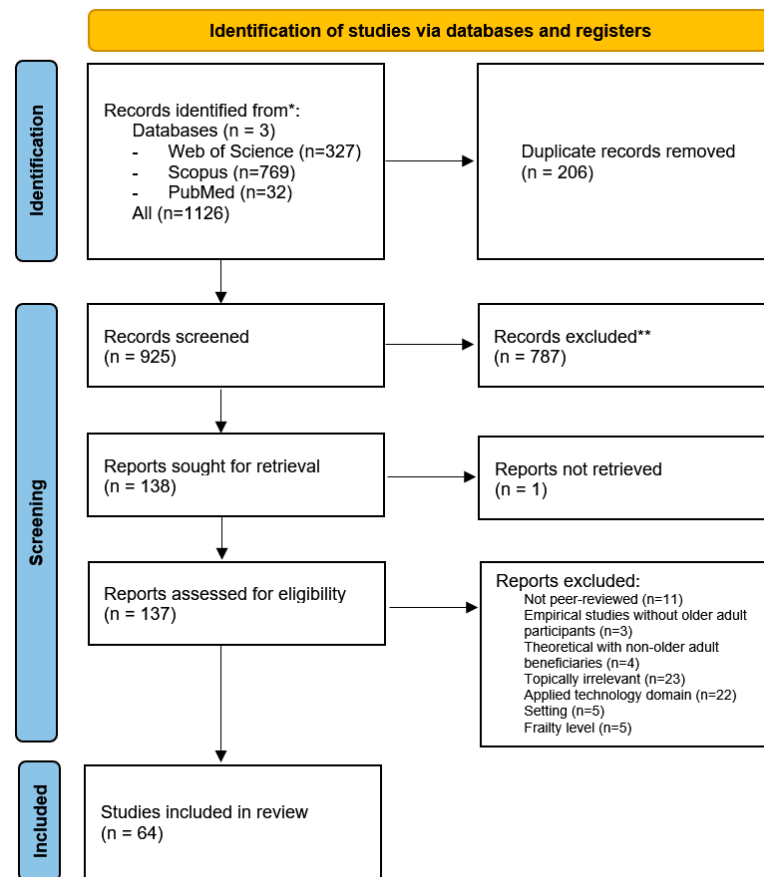 Identification of studies via databases and registers
Identification
Records identified from*:
Databases (n = 3)
- Web of Science (n=327)
- Scopus (n=769)
- PubMed (n=32)
All (n=1126)
Duplicate records removed
(n = 206)
Screening
Records screened
(n = 925)
Records excluded**
(n = 787)
Reports sought for retrieval
(n = 138)
Reports not retrieved
(n = 1)
Reports assessed for eligibility
(n = 137)
Reports excluded:
Not peer-reviewed (n=11)
Empirical studies without older adult
participants (n=3)
Theoretical with non-older adult
beneficiaries (n=4)
Topically irrelevant (n=23)
Applied technology domain (n=22)
Setting (n=5)
Frailty level (n=5)
Included
Studies included in review
(n = 64)